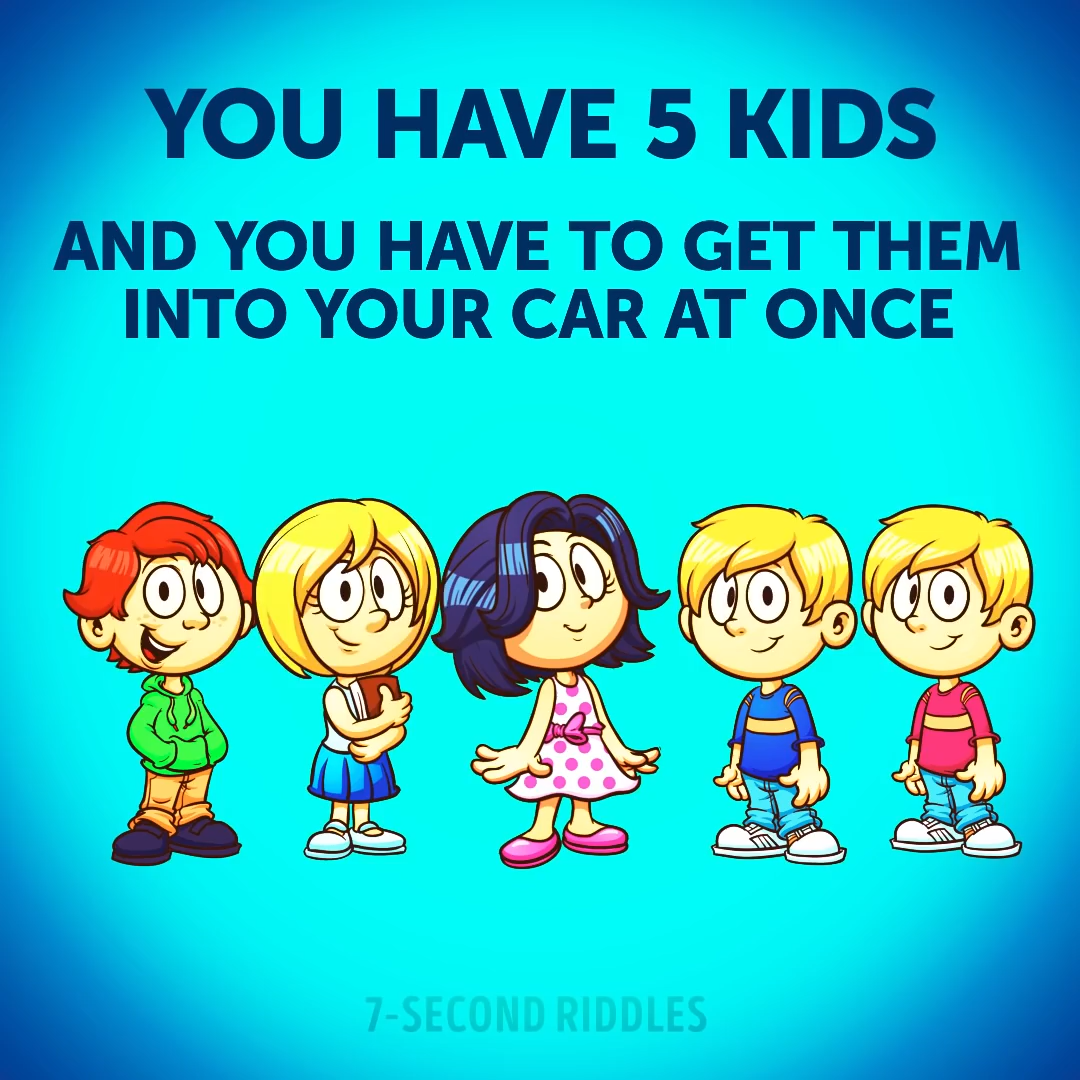 YOU HAVE 5 KIDS
AND YOU HAVE TO GET THEM
INTO YOUR CAR AT ONCE
7-SECOND RIDDLES